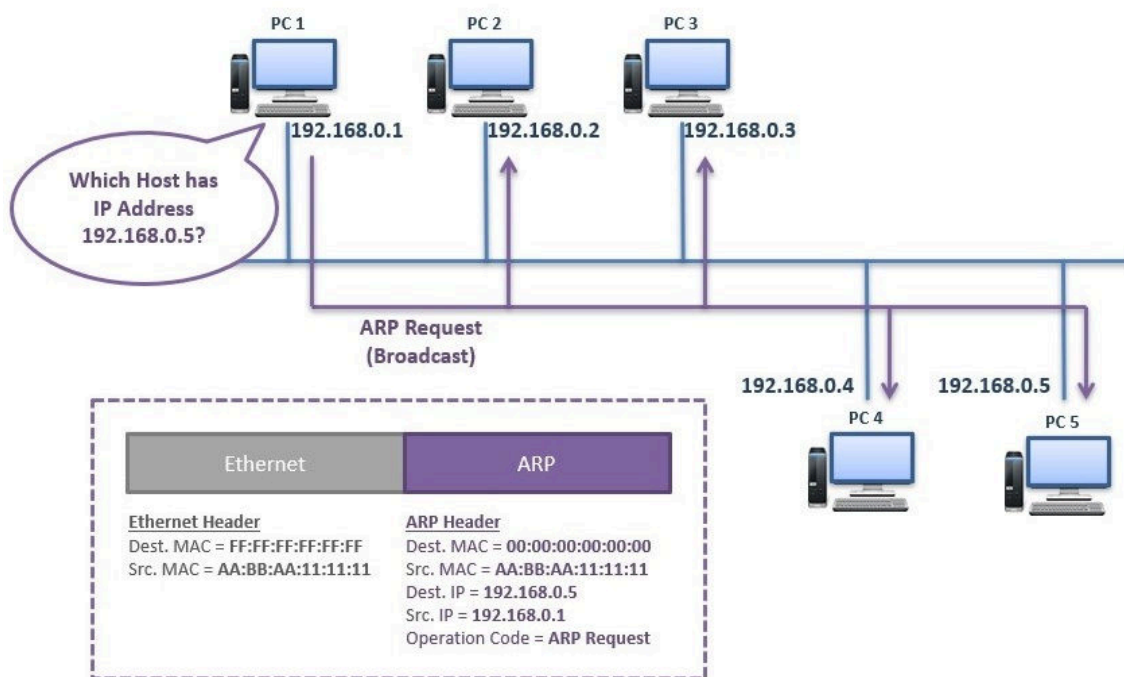 PC 1
PC 2
PC 3
192.168.0.1
192.168.0.2
192.168.0.3
Which Host has
IP Address
192.168.0.5?
ARP Request
(Broadcast)
192.168.0.4
192.168.0.5
PC 4
PC 5
Ethernet
ARP
Ethernet Header
Dest. MAC = FF:FF:FF:FF:FF:FF
Src. MAC = AA:BB:AA:11:11:11
ARP Header
Dest. MAC = 00:00:00:00:00:00
Src. MAC = AA:BB:AA:11:11:11
Dest. IP = 192.168.0.5
Src. IP = 192.168.0.1
Operation Code = ARP Request